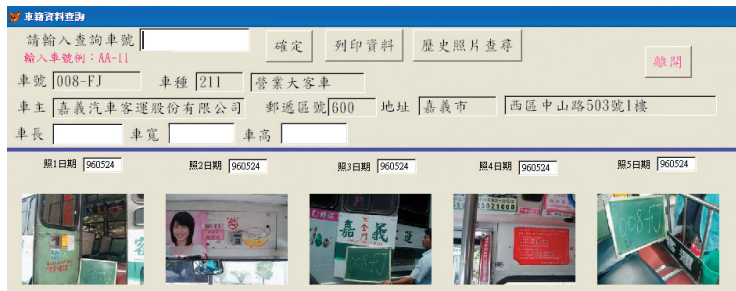 車籍資料查詢
請輸入查詢車號 確定 列印資料 歷史照片查尋
輸入車號例：AA-11 離開
車號 008-FJ 車種 211 營業大客車
車主 嘉義汽車客運股份有限公司 郵遞區號 600 地址 嘉義市 西區中山路503號1樓
車長 車寬 車高
照1日期 960524 照2日期 960524 照3日期 960524 照4日期 960524 照5日期 960524
嘉義
008-FJ